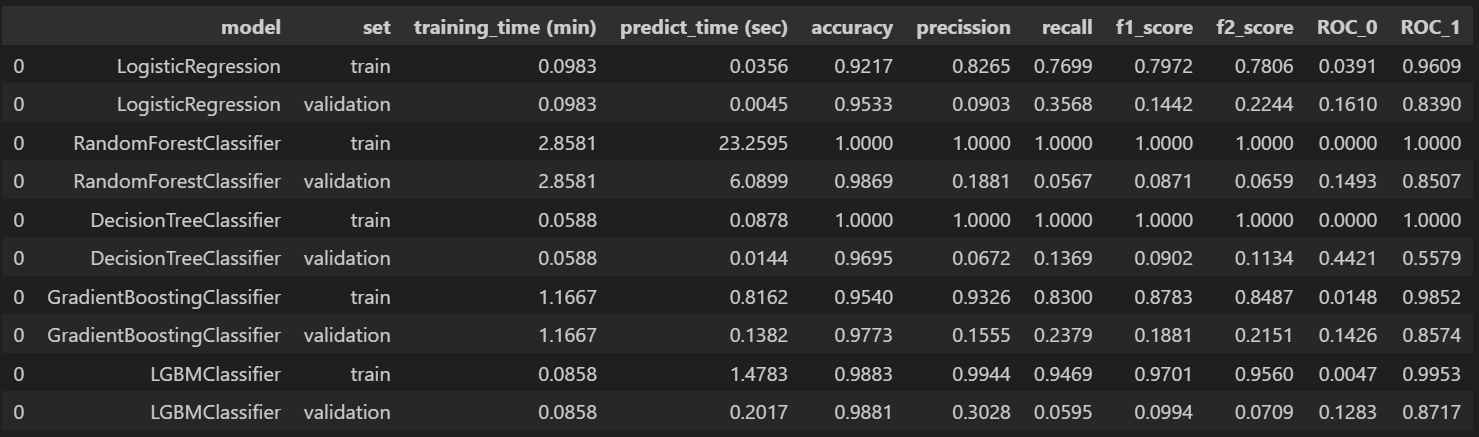 model set training_time (min) predict_time (sec) accuracy precission recall f1_score f2_score ROC_0 ROC_1
0 LogisticRegression train 0.0983 0.0356 0.9217 0.8265 0.7699 0.7972 0.7806 0.0391 0.9609
0 LogisticRegression validation 0.0983 0.0045 0.9533 0.0903 0.3568 0.1442 0.2244 0.1610 0.8390
0 RandomForestClassifier train 2.8581 23.2595 1.0000 1.0000 1.0000 1.0000 1.0000 0.0000 1.0000
0 RandomForestClassifier validation 2.8581 6.0899 0.9869 0.1881 0.0567 0.0871 0.0659 0.1493 0.8507
0 DecisionTreeClassifier train 0.0588 0.0878 1.0000 1.0000 1.0000 1.0000 1.0000 0.0000 1.0000
0 DecisionTreeClassifier validation 0.0588 0.0144 0.9695 0.0672 0.1369 0.0902 0.1134 0.4421 0.5579
0 GradientBoostingClassifier train 1.1667 0.8162 0.9540 0.9326 0.8300 0.8783 0.8487 0.0148 0.9852
0 GradientBoostingClassifier validation 1.1667 0.1382 0.9773 0.1555 0.2379 0.1881 0.2151 0.1426 0.8574
0 LGBMClassifier train 0.0858 1.4783 0.9883 0.9944 0.9469 0.9701 0.9560 0.0047 0.9953
0 LGBMClassifier validation 0.0858 0.2017 0.9881 0.3028 0.0595 0.0994 0.0709 0.1283 0.8717